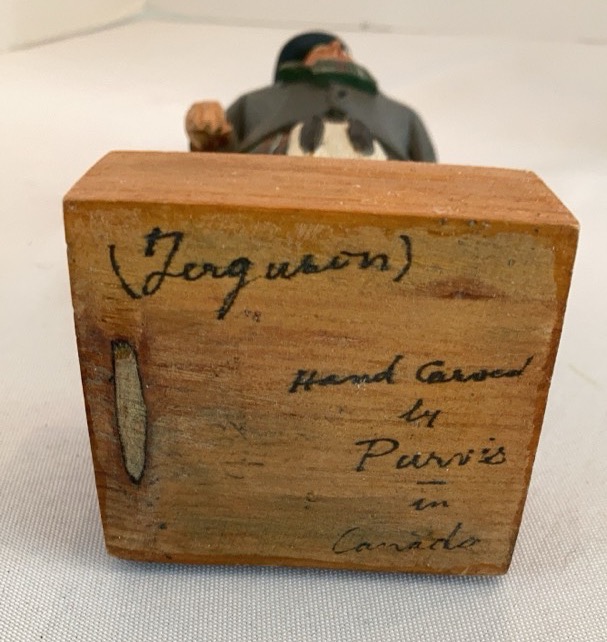 (Ferguson)
Hand Carved
by
Purvis
in
Canada